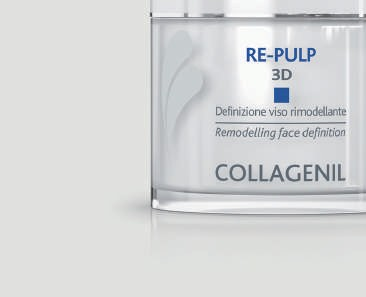 RE-PULP
3D
Definizione viso rimodellante
Remodelling face definition
COLLAGENIL